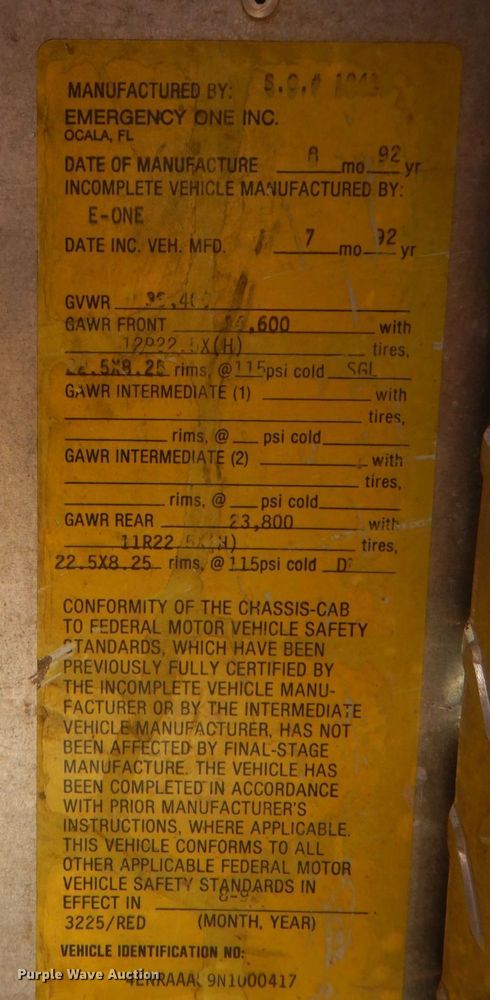 MANUFACTURED BY: S.O.#
EMERGENCY ONE INC.
OCALA, FL
DATE OF MANUFACTURE 8 mo 92 yr
INCOMPLETE VEHICLE MANUFACTURED BY:
E-ONE
DATE INC. VEH. MFD. 7 mo 92 yr
GVWR
GAWR FRONT with
tires,
22.5X8.25 rims, @ 115 psi cold SGL
GAWR INTERMEDIATE (1) with
tires,
rims, @ psi cold
GAWR INTERMEDIATE (2) with
tires,
rims, @ psi cold
GAWR REAR 23,800 with
tires,
22.5X8.25 rims, @ 115psi cold
CONFORMITY OF THE CHASSIS-CAB
TO FEDERAL MOTOR VEHICLE SAFETY
STANDARDS, WHICH HAVE BEEN
PREVIOUSLY FULLY CERTIFIED BY
THE INCOMPLETE VEHICLE MANU-
FACTURER OR BY THE INTERMEDIATE
VEHICLE MANUFACTURER, HAS NOT
BEEN AFFECTED BY FINAL-STAGE
MANUFACTURE. THE VEHICLE HAS
BEEN COMPLETED IN ACCORDANCE
WITH PRIOR MANUFACTURER'S
INSTRUCTIONS, WHERE APPLICABLE.
THIS VEHICLE CONFORMS TO ALL
OTHER APPLICABLE FEDERAL MOTOR
VEHICLE SAFETY STANDARDS IN
EFFECT IN
3225/RED (MONTH, YEAR)
VEHICLE IDENTIFICATION NO:
9N1000417
Purple Wave Auction